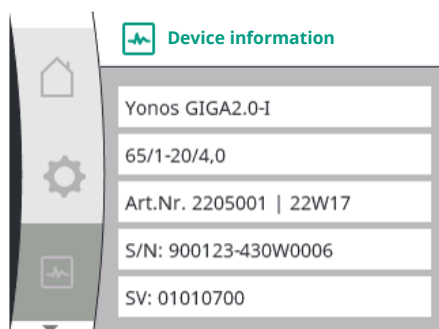 Device information
Yonos GIGA2.0-I
65/1-20/4,0
Art.Nr. 2205001 | 22W17
S/N: 900123-430W0006
SV: 01010700